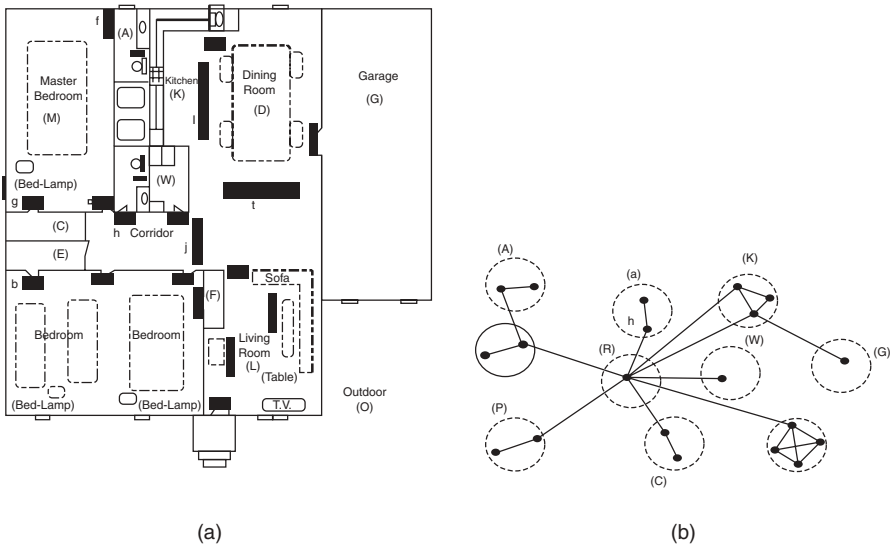 f
(A)
Master
Bedroom
(M)
Kitchen
(K)
l
Dining
Room
(D)
Garage
(G)
(Bed-Lamp)
g
(W)
t
(C)
h
Corridor
(E)
j
b
(F)
Sofa
Bedroom
Bedroom
Living
Room
(L)
(Table)
(Bed-Lamp)
(Bed-Lamp)
T.V.
Outdoor
(O)
(a)
(A)
(a)
(K)
h
(R)
(W)
(G)
(P)
(C)
(b)